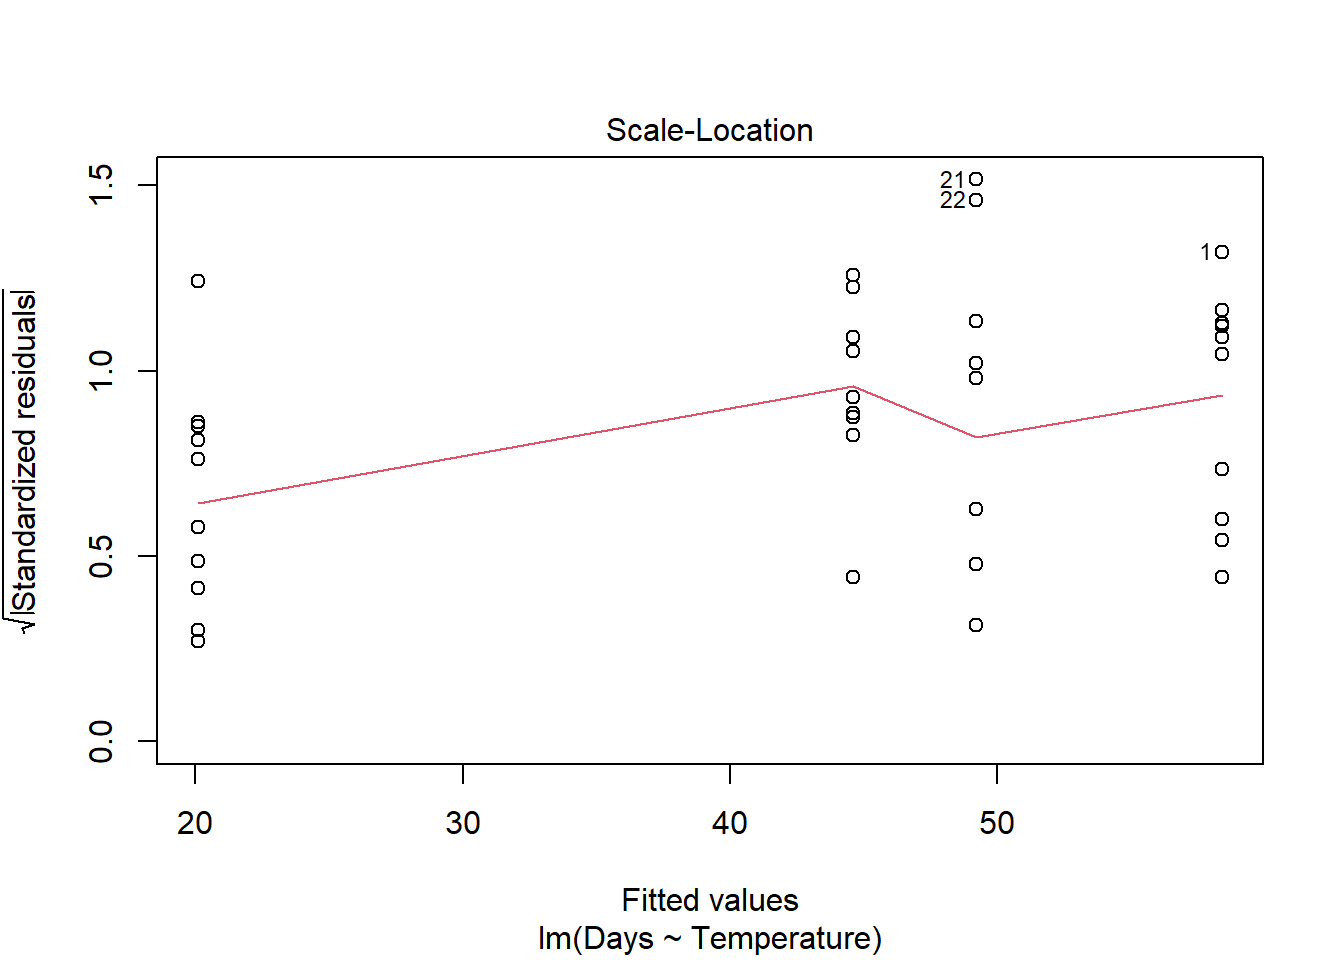 Scale-Location
√|Standardized residuals|
1.5
1.0
0.5
0.0
21
22
1
20 30 40 50
Fitted values
lm(Days ~ Temperature)